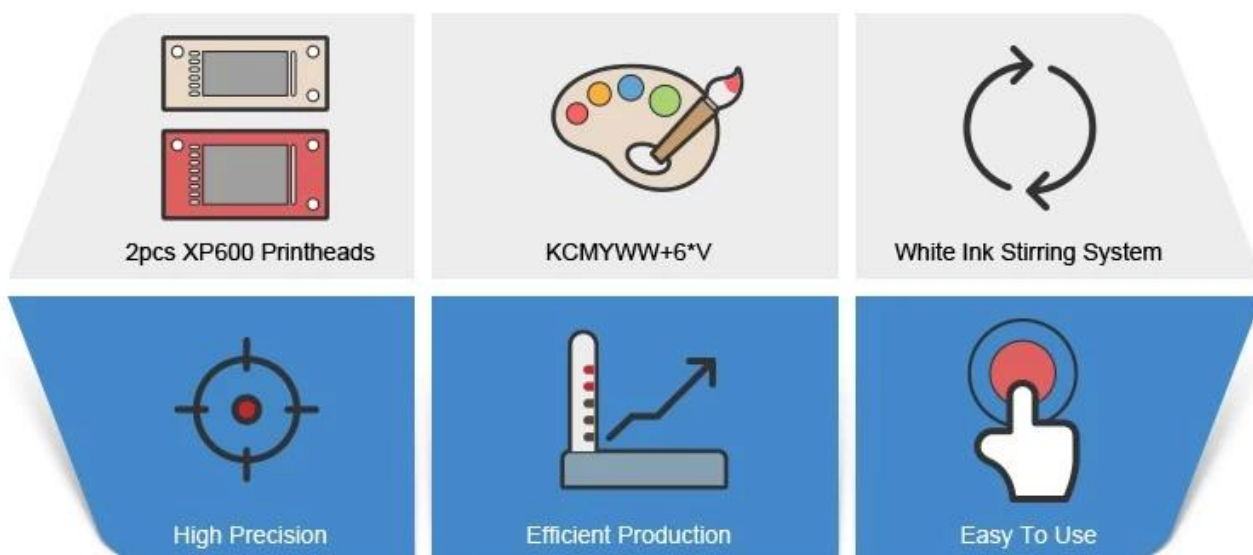 2pcs XP600 Printheads
KCMYWW+6*V
White Ink Stirring System
High Precision
Efficient Production
Easy To Use